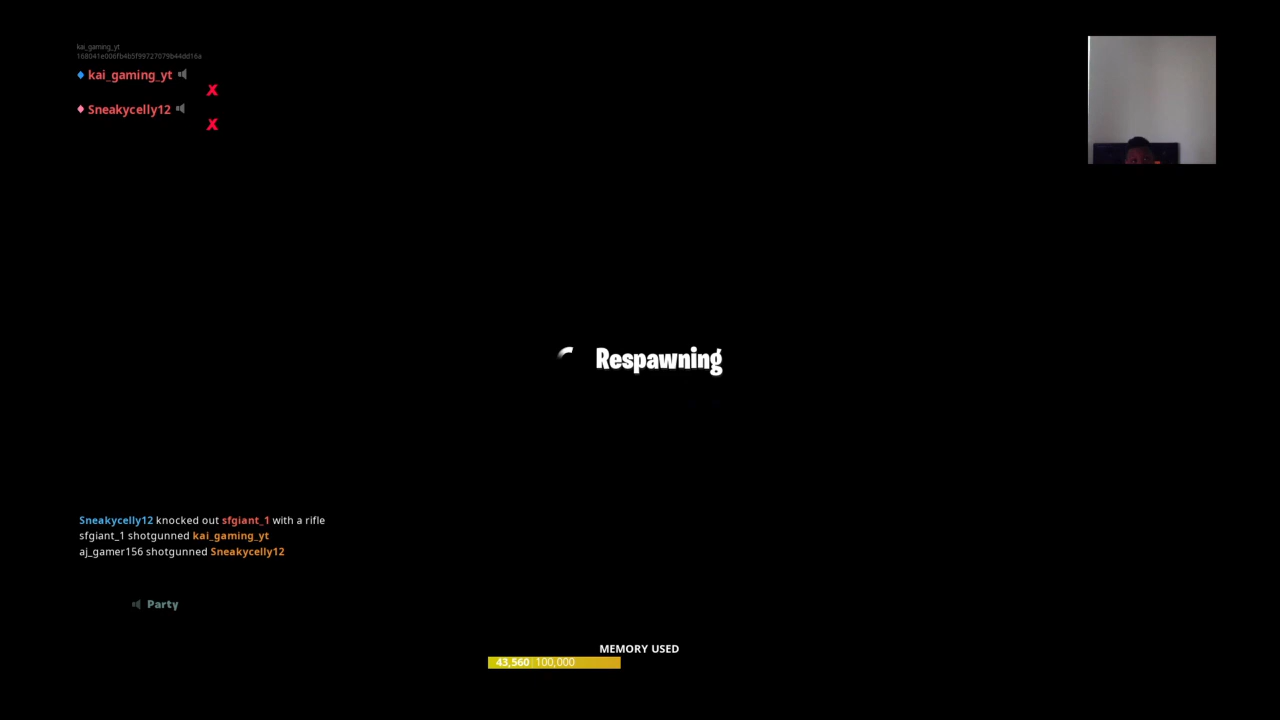 kai_gaming_yt
kai_gaming_yt
X
Sneakycelly12
X
Respawning
Sneakycelly12 knocked out sfgiant_1 with a rifle
sfgiant_1 shotgunned kai_gaming_yt
aj_gamer156 shotgunned Sneakycelly12
Party
MEMORY USED
43,560 | 100,000